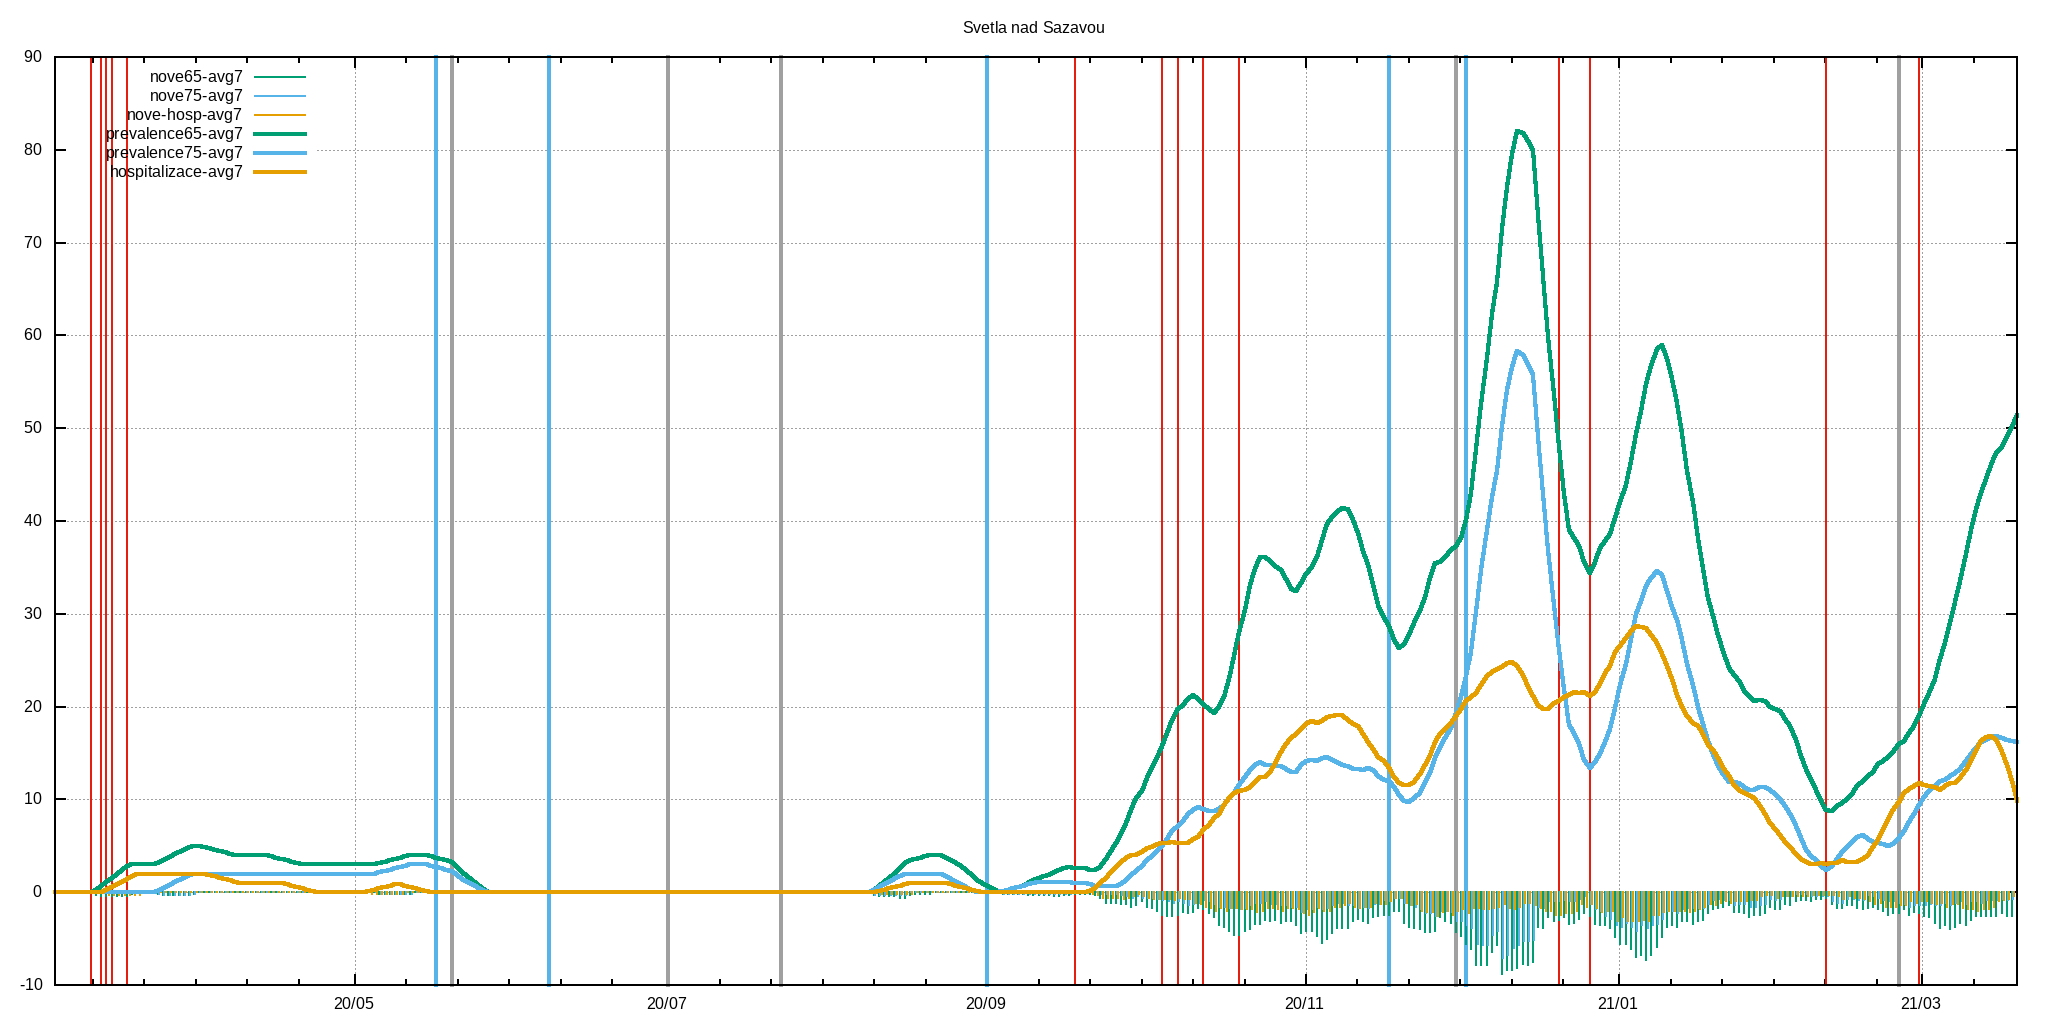 Svetla nad Sazavou
90
80
70
60
50
40
30
20
10
0
-10
nove65-avg7
nove75-avg7
nove-hosp-avg7
prevalence65-avg7
prevalence75-avg7
hospitalizace-avg7
20/05
20/07
20/09
20/11
21/01
21/03